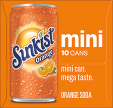 Sunkist
Orange
mini
10 CANS
mini can.
mega taste.
ORANGE SODA